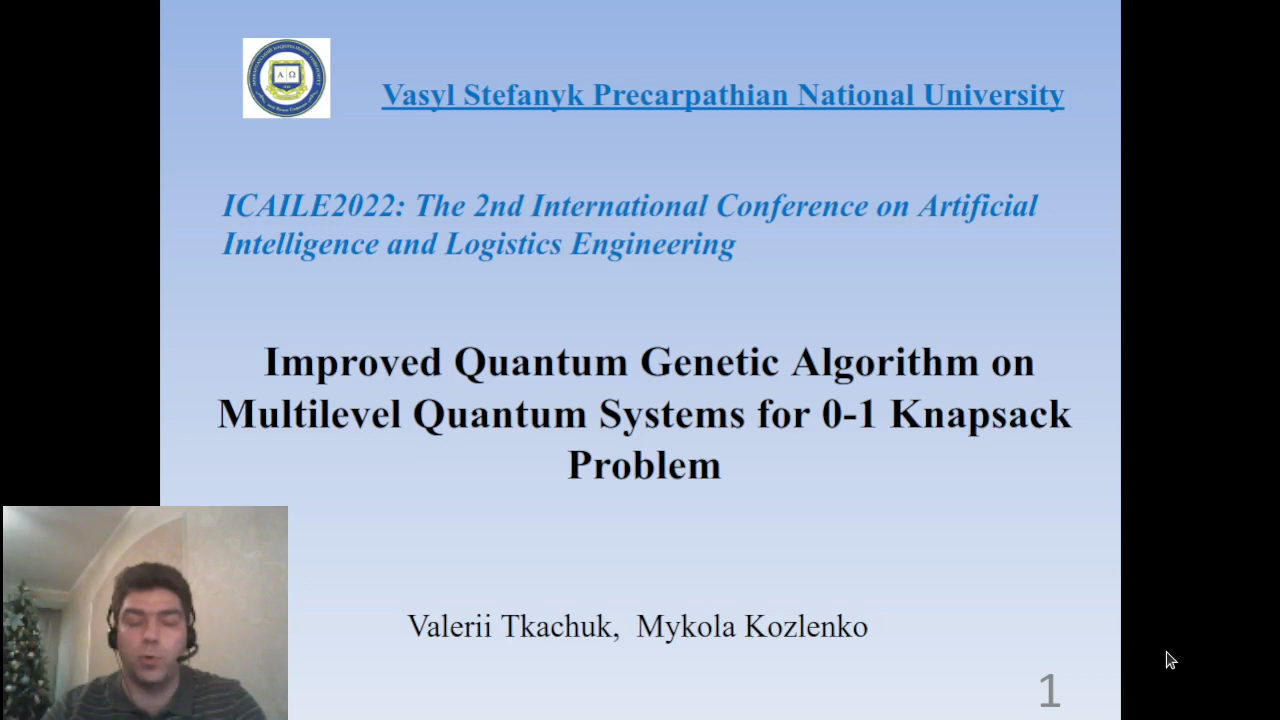 Vasyl Stefanyk Precarpathian National University
ICAILE2022: The 2nd International Conference on Artificial
Intelligence and Logistics Engineering
Improved Quantum Genetic Algorithm on
Multilevel Quantum Systems for 0-1 Knapsack
Problem
Valerii Tkachuk, Mykola Kozlenko
1